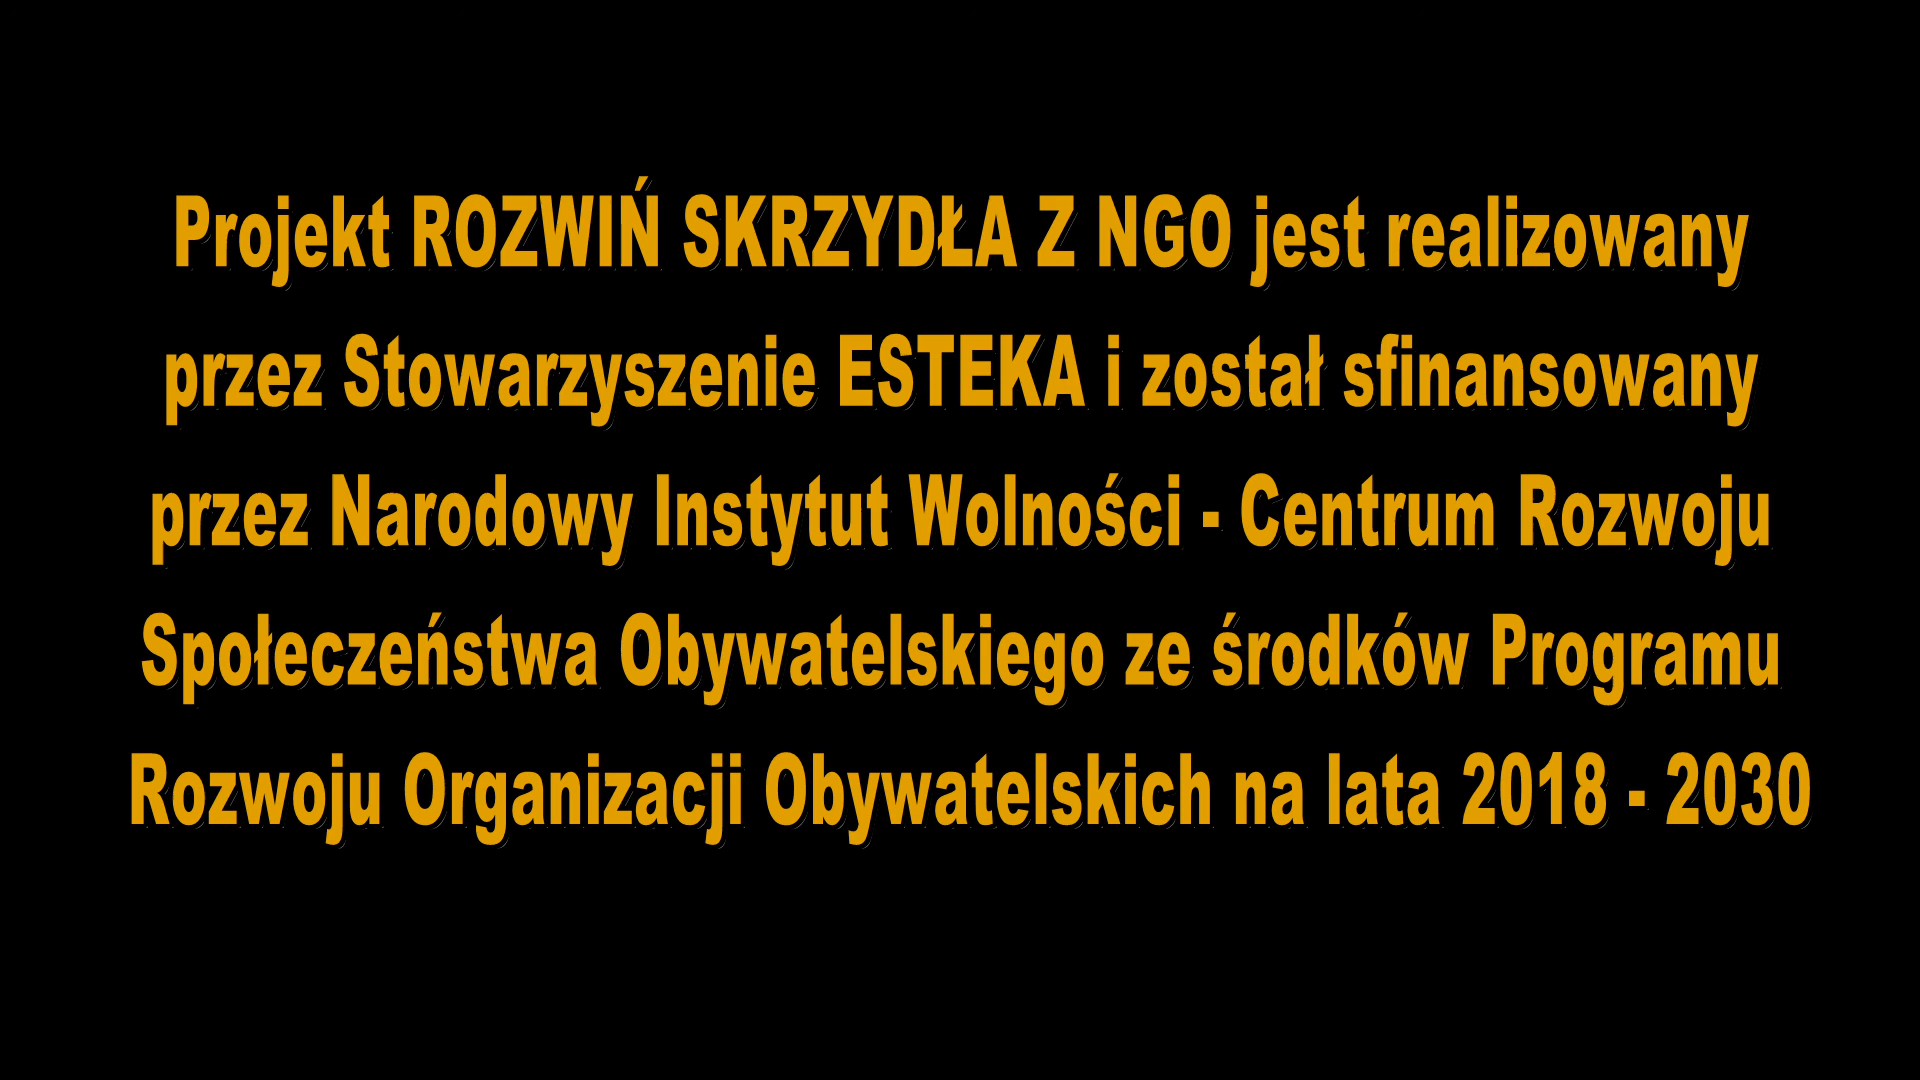 Projekt ROZWIŃ SKRZYDŁA Z NGO jest realizowany
przez Stowarzyszenie ESTEKA i został sfinansowany
przez Narodowy Instytut Wolności - Centrum Rozwoju
Społeczeństwa Obywatelskiego ze środków Programu
Rozwoju Organizacji Obywatelskich na lata 2018 - 2030